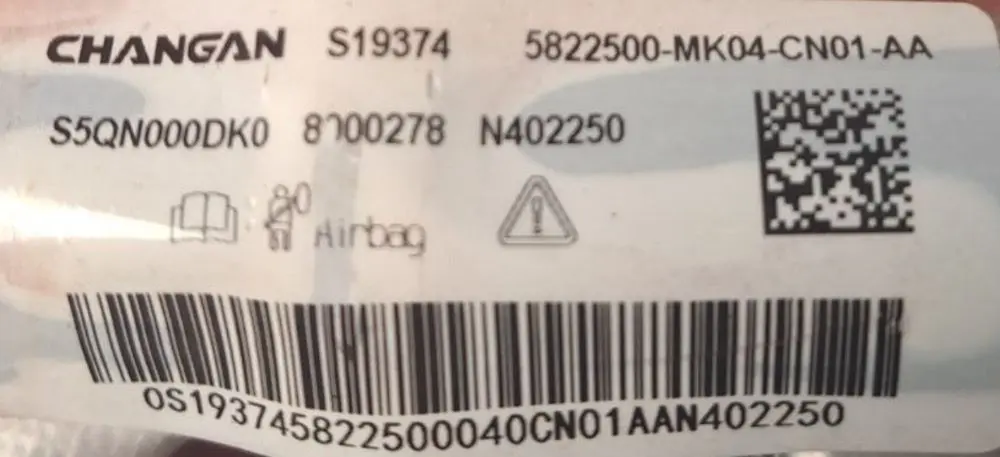 CHANGAN S19374 5822500-MK04-CN01-AA
S5QN000DK0 N402250
Airbag
0S193745822500040CN01AAN402250